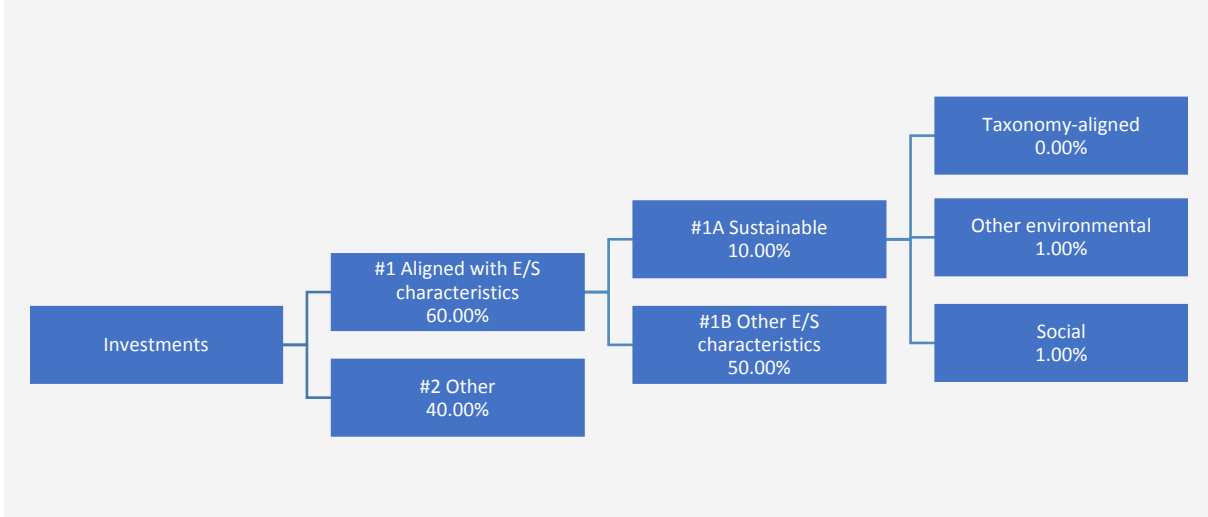 Investments
#1 Aligned with E/S
characteristics
60.00%
#2 Other
40.00%
#1A Sustainable
10.00%
#1B Other E/S
characteristics
50.00%
Taxonomy-aligned
0.00%
Other environmental
1.00%
Social
1.00%